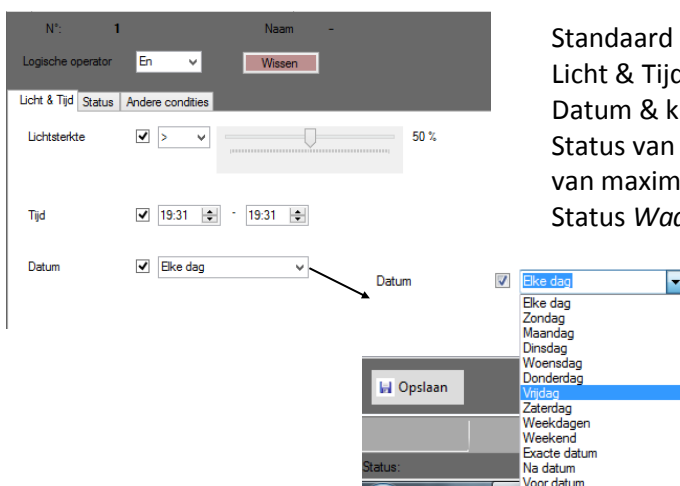 N°: 1 Naam -
Logische operator En Wissen
Licht & Tijd Status Andere condities
Lichtsterkte > 50 %
Tijd 19:31 - 19:31
Datum Elke dag
Standaard
Licht & Tijd
Datum & k
Status van
van maxim
Status Waa
Datum Elke dag
Elke dag
Zondag
Maandag
Dinsdag
Woensdag
Donderdag
Vrijdag
Zaterdag
Weekdagen
Weekend
Exacte datum
Na datum
Voor datum
Opslaan
Status: